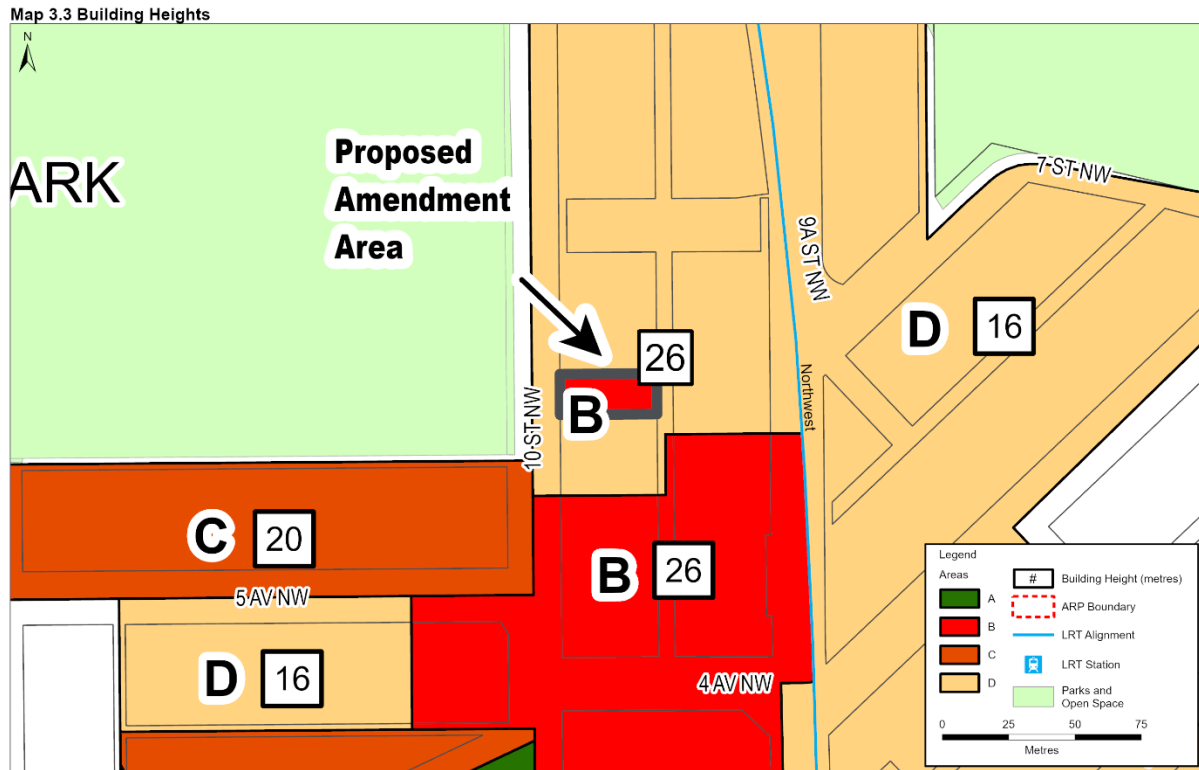 Map 3.3 Building Heights
N
ARK
Proposed
Amendment
Area
7 ST NW
9A ST NW
D 16
26
B
10 ST NW
Northwest
C 20
B 26
5 AV NW
D 16
4 AV NW
Legend
Areas
A
B
C
D
# Building Height (metres)
ARP Boundary
LRT Alignment
LRT Station
Parks and
Open Space
0 25 50 75
Metres